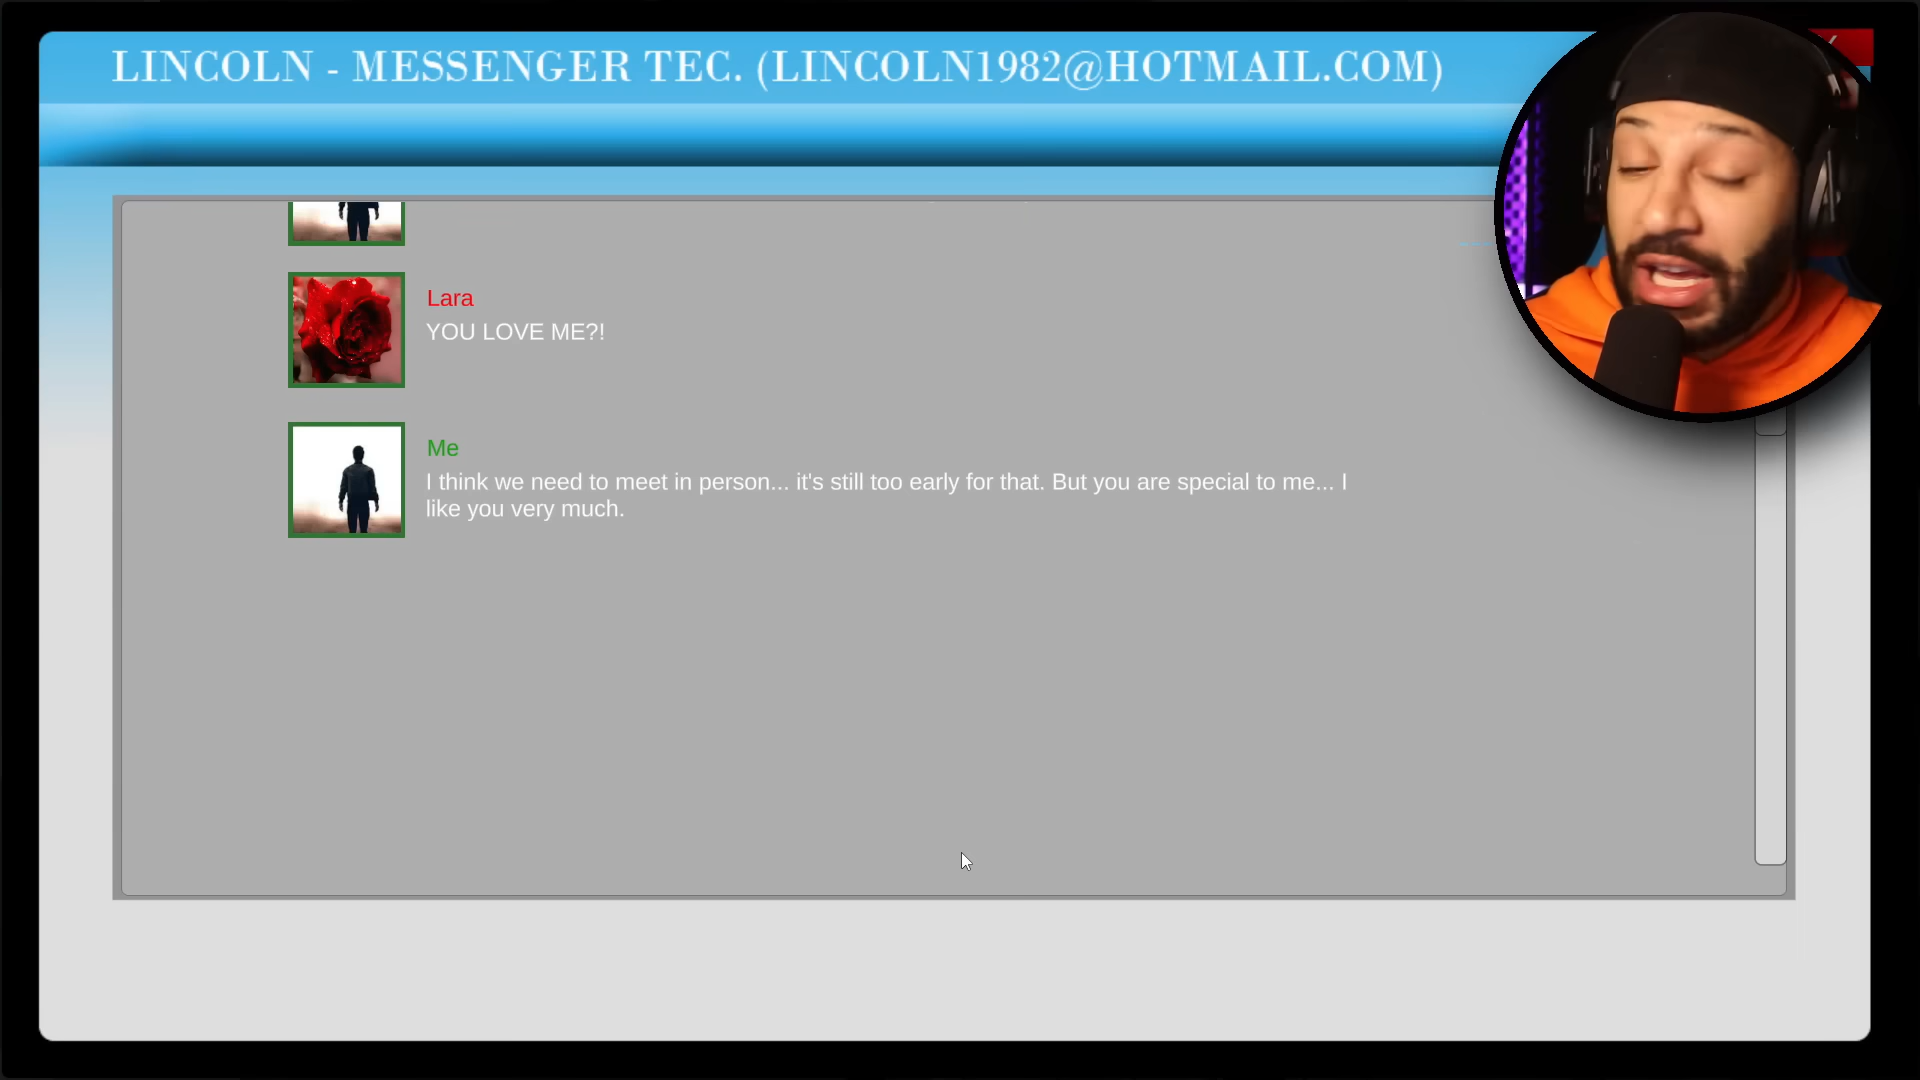 LINCOLN - MESSENGER TEC. (LINCOLN1982@HOTMAIL.COM)
Lara
YOU LOVE ME?!
Me
I think we need to meet in person... it's still too early for that. But you are special to me... I
like you very much.